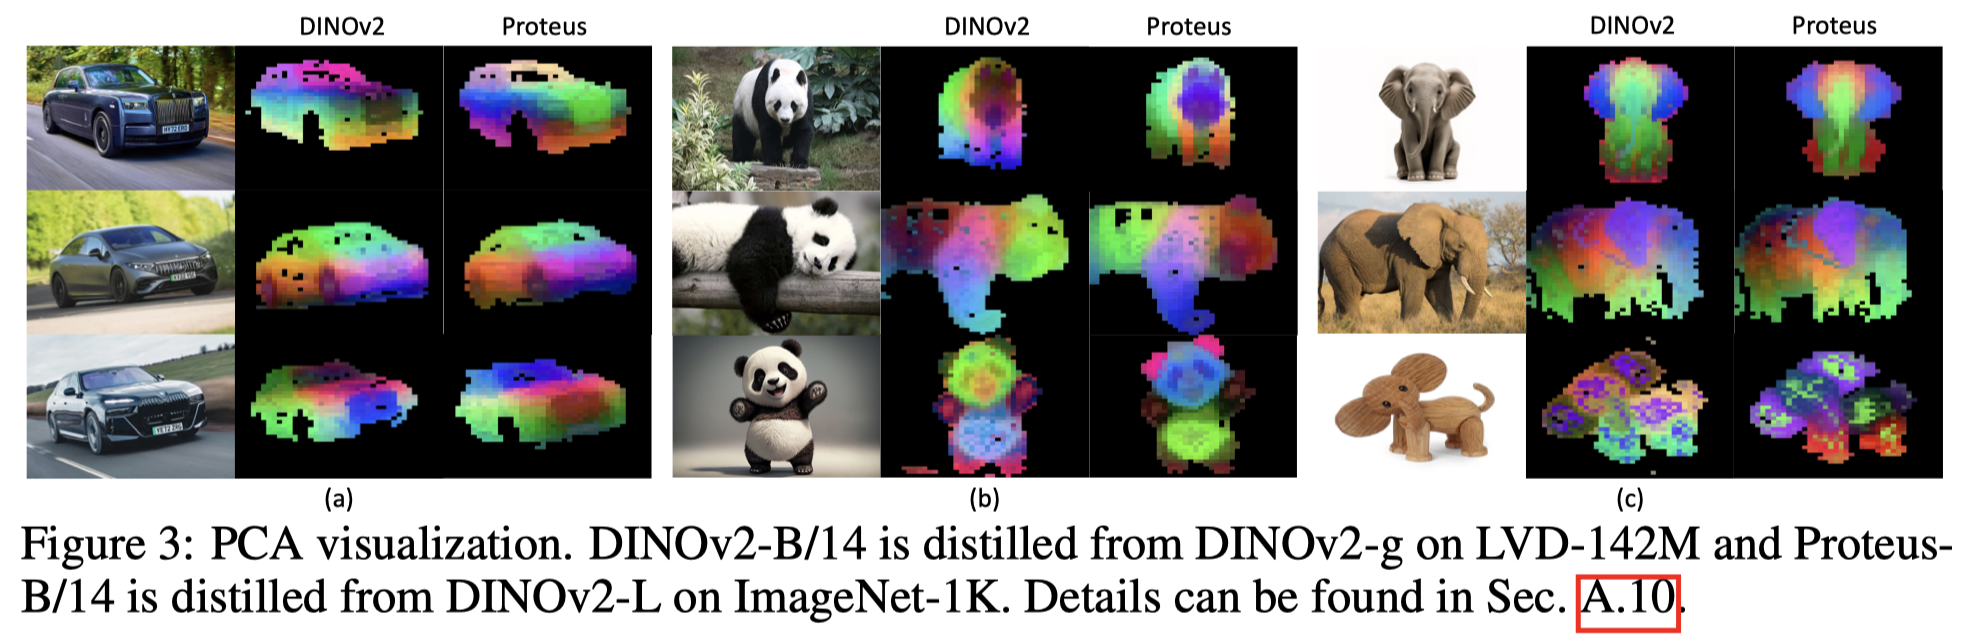 DINOv2 Proteus DINOv2 Proteus DINOv2 Proteus
(a) (b) (c)
Figure 3: PCA visualization. DINOv2-B/14 is distilled from DINOv2-g on LVD-142M and Proteus-
B/14 is distilled from DINOv2-L on ImageNet-1K. Details can be found in Sec. A.10.